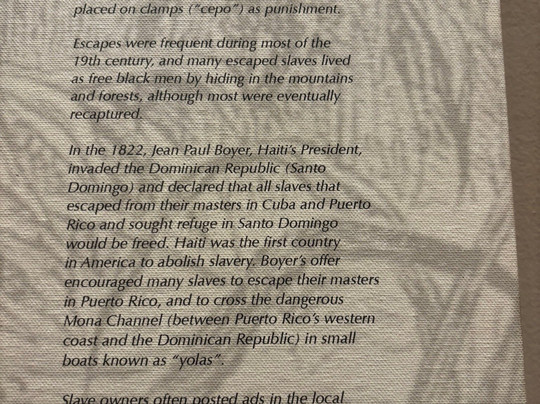 placed on clamps ("cepo") as punishment.
Escapes were frequent during most of the
19th century, and many escaped slaves lived
as free black men by hiding in the mountains
and forests, although most were eventually
recaptured.
In the 1822, Jean Paul Boyer, Haiti's President,
invaded the Dominican Republic (Santo
Domingo) and declared that all slaves that
escaped from their masters in Cuba and Puerto
Rico and sought refuge in Santo Domingo
would be freed. Haiti was the first country
in America to abolish slavery. Boyer's offer
encouraged many slaves to escape their masters
in Puerto Rico, and to cross the dangerous
Mona Channel (between Puerto Rico's western
coast and the Dominican Republic) in small
boats known as "yolas".
Slave owners often posted ads in the local